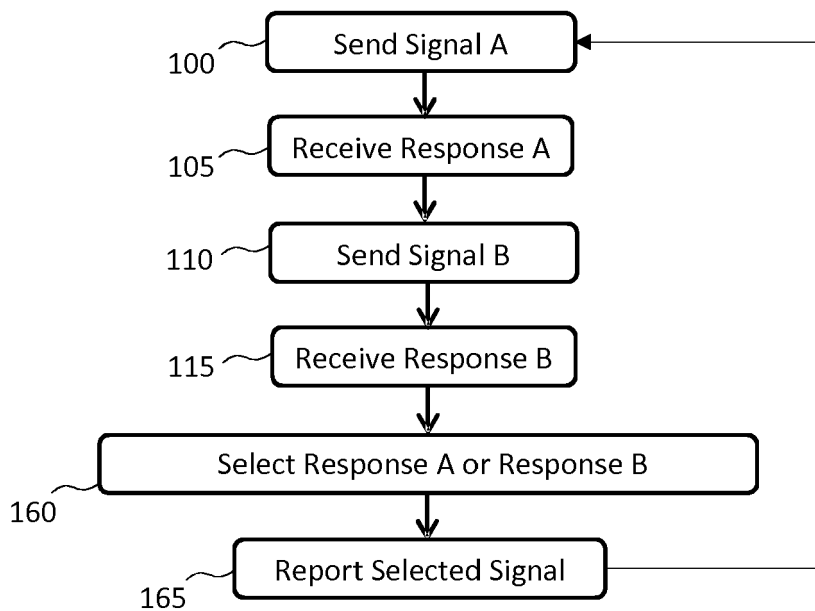 Send Signal A
100
Receive Response A
105
Send Signal B
110
Receive Response B
115
Select Response A or Response B
160
Report Selected Signal
165